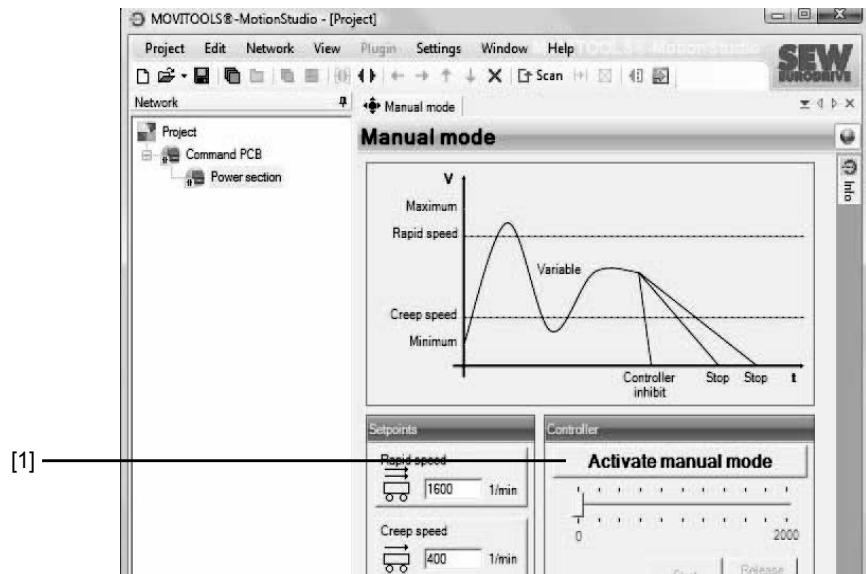 MOVITOOLS®-MotionStudio - [Project]
Project Edit Network View Plugin Settings Window Help
SEW
EURODRIVE
Scan
Network
Manual mode
Project
Command PCB
Power section
Manual mode
Info
V
Maximum
Rapid speed
Variable
Creep speed
Minimum
Controller inhibit
Stop
Stop
t
Setpoints
Controller
[1]
Rapid speed
Activate manual mode
1600 1/min
0
2000
Creep speed
400 1/min
Release